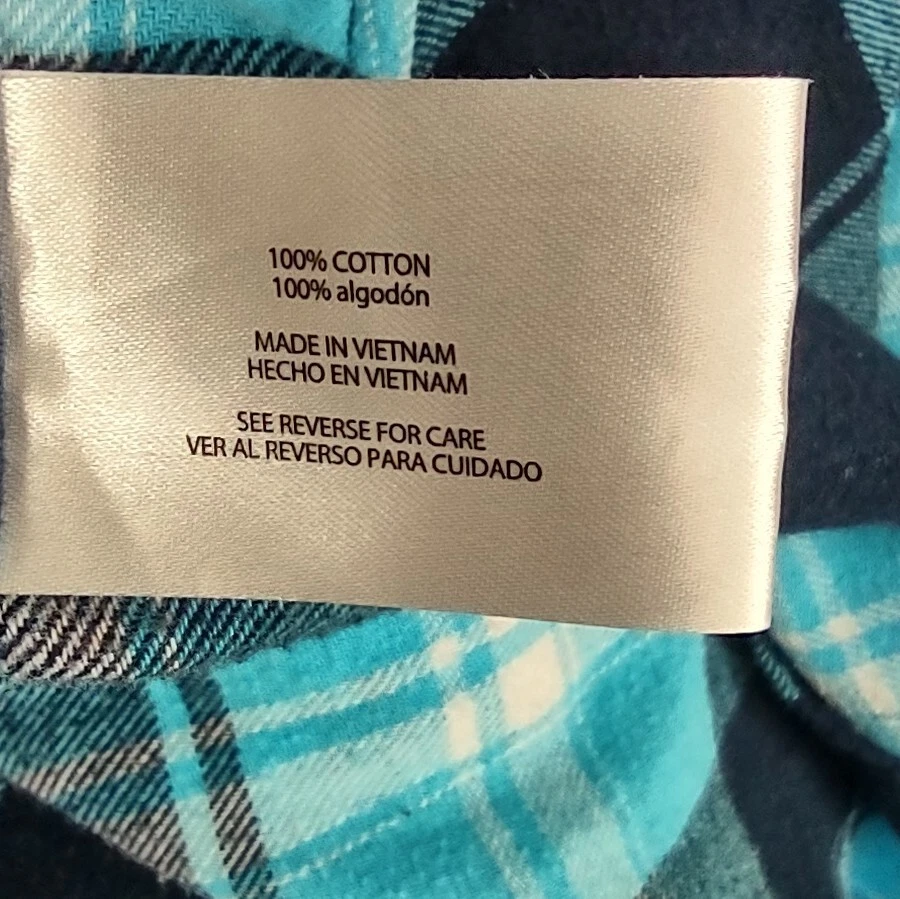 100% COTTON
100% algodón
MADE IN VIETNAM
HECHO EN VIETNAM
SEE REVERSE FOR CARE
VER AL REVERSO PARA CUIDADO